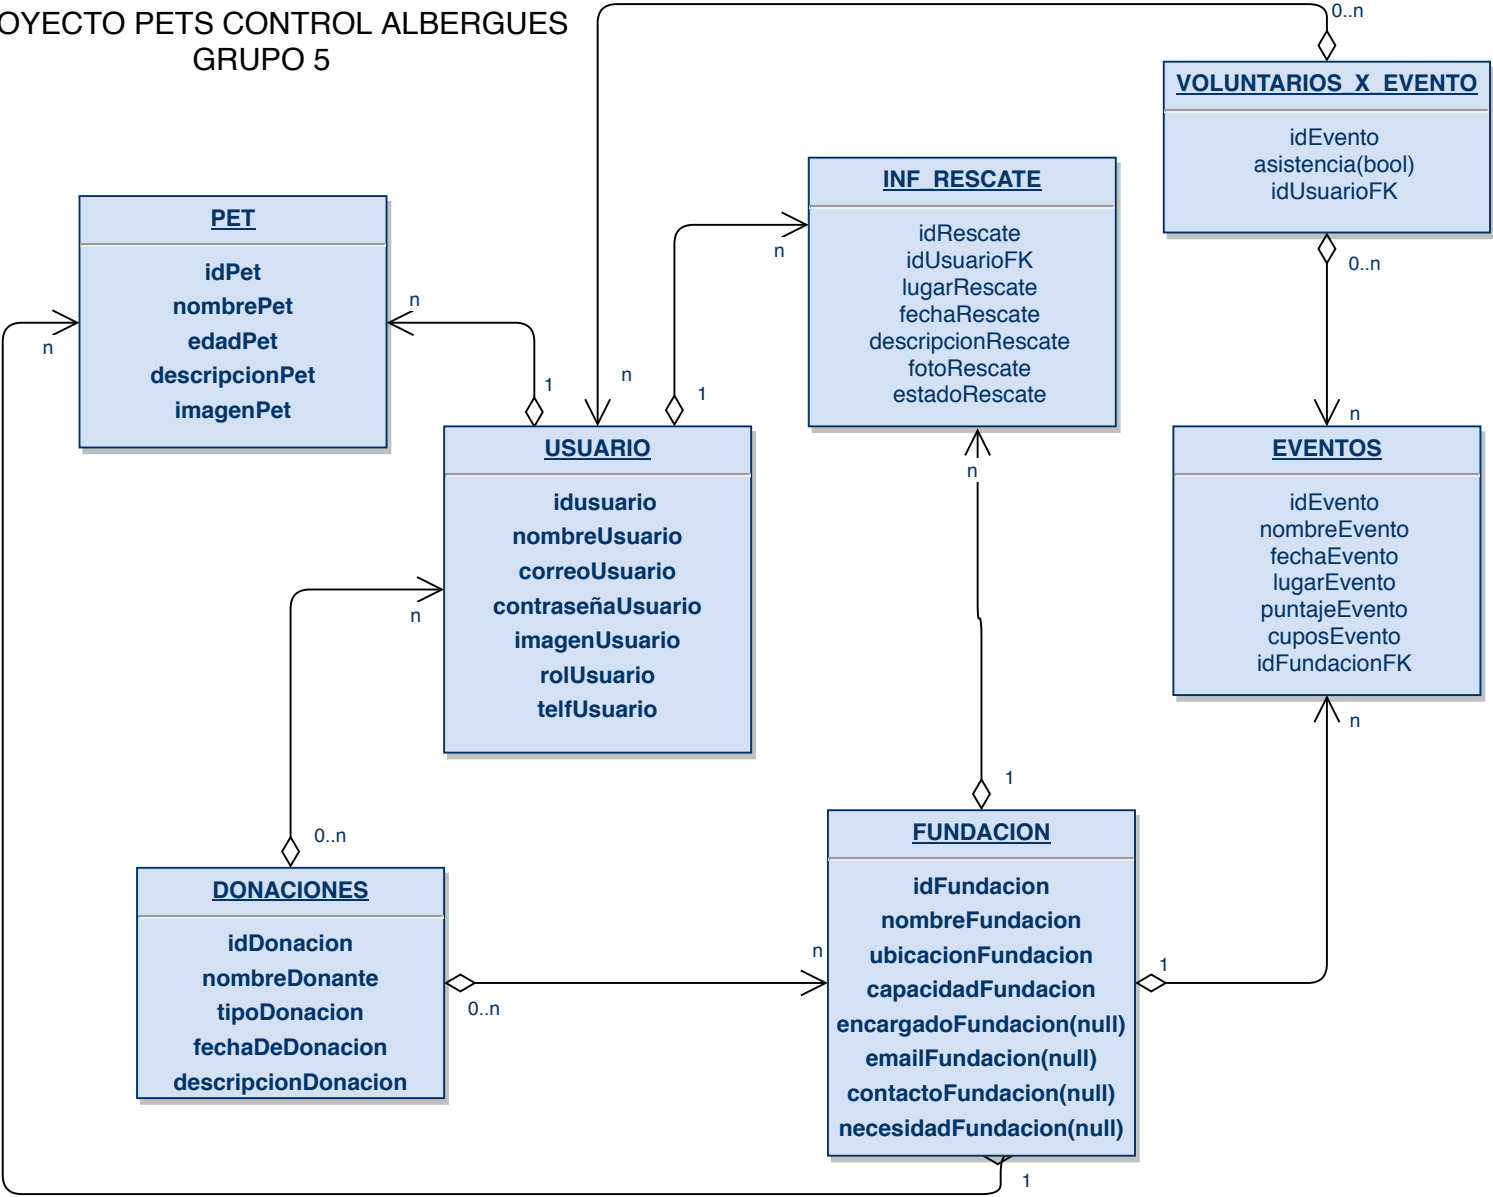 OYECTO PETS CONTROL ALBERGUES
GRUPO 5
0..n
VOLUNTARIOS_X_EVENTO
idEvento
asistencia(bool)
idUsuarioFK
0..n
INF_RESCATE
idRescate
idUsuarioFK
lugarRescate
fechaRescate
descripcionRescate
fotoRescate
estadoRescate
n
n
PET
idPet
nombrePet
edadPet
descripcionPet
imagenPet
n
n
1
n
1
USUARIO
idusuario
nombreUsuario
correoUsuario
contraseñaUsuario
imagenUsuario
rolUsuario
telfUsuario
n
n
EVENTOS
idEvento
nombreEvento
fechaEvento
lugarEvento
puntajeEvento
cuposEvento
idFundacionFK
n
0..n
DONACIONES
idDonacion
nombreDonante
tipoDonacion
fechaDeDonacion
descripcionDonacion
0..n
n
1
FUNDACION
idFundacion
nombreFundacion
ubicacionFundacion
capacidadFundacion
encargadoFundacion(null)
emailFundacion(null)
contactoFundacion(null)
necesidadFundacion(null)
1
1